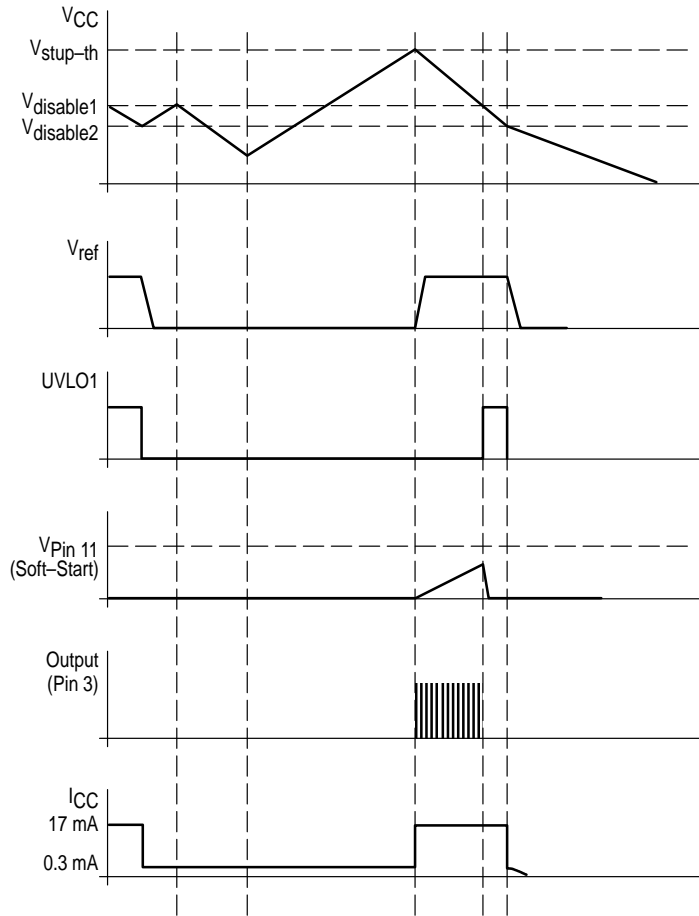 VCC
Vstup–th
Vdisable1
Vdisable2
Vref
UVLO1
VPin 11
(Soft–Start)
Output
(Pin 3)
ICC
17 mA
0.3 mA